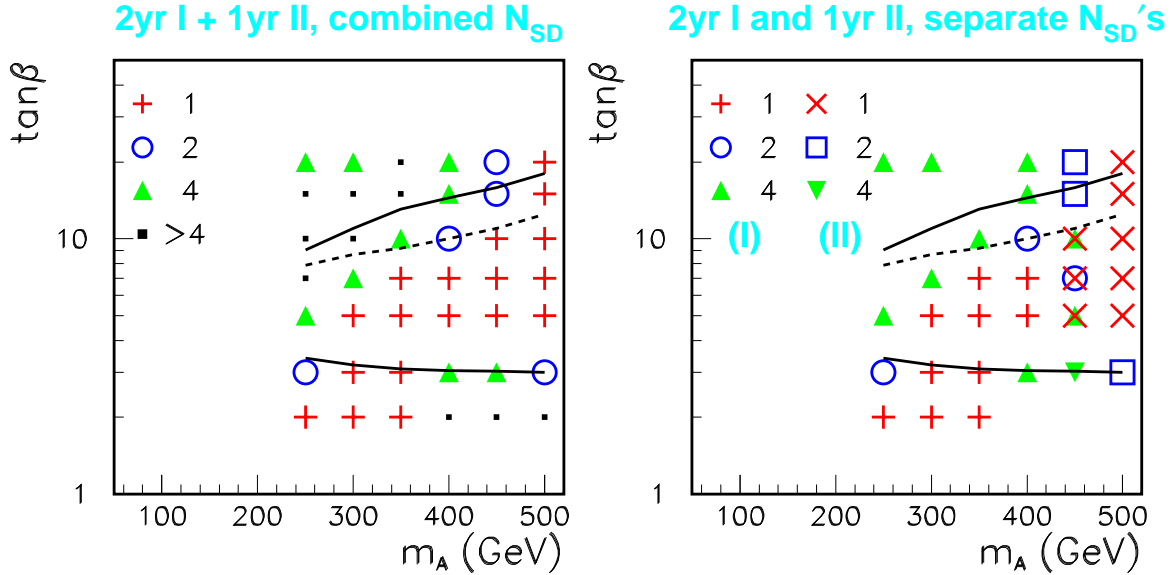 2yr I + 1yr II, combined N_SD
tanβ
1
2
4
>4
10
1
100 200 300 400 500
m_A (GeV)
2yr I and 1yr II, separate N_SD′s
tanβ
1 1
2 2
4 4
(I) (II)
10
1
100 200 300 400 500
m_A (GeV)